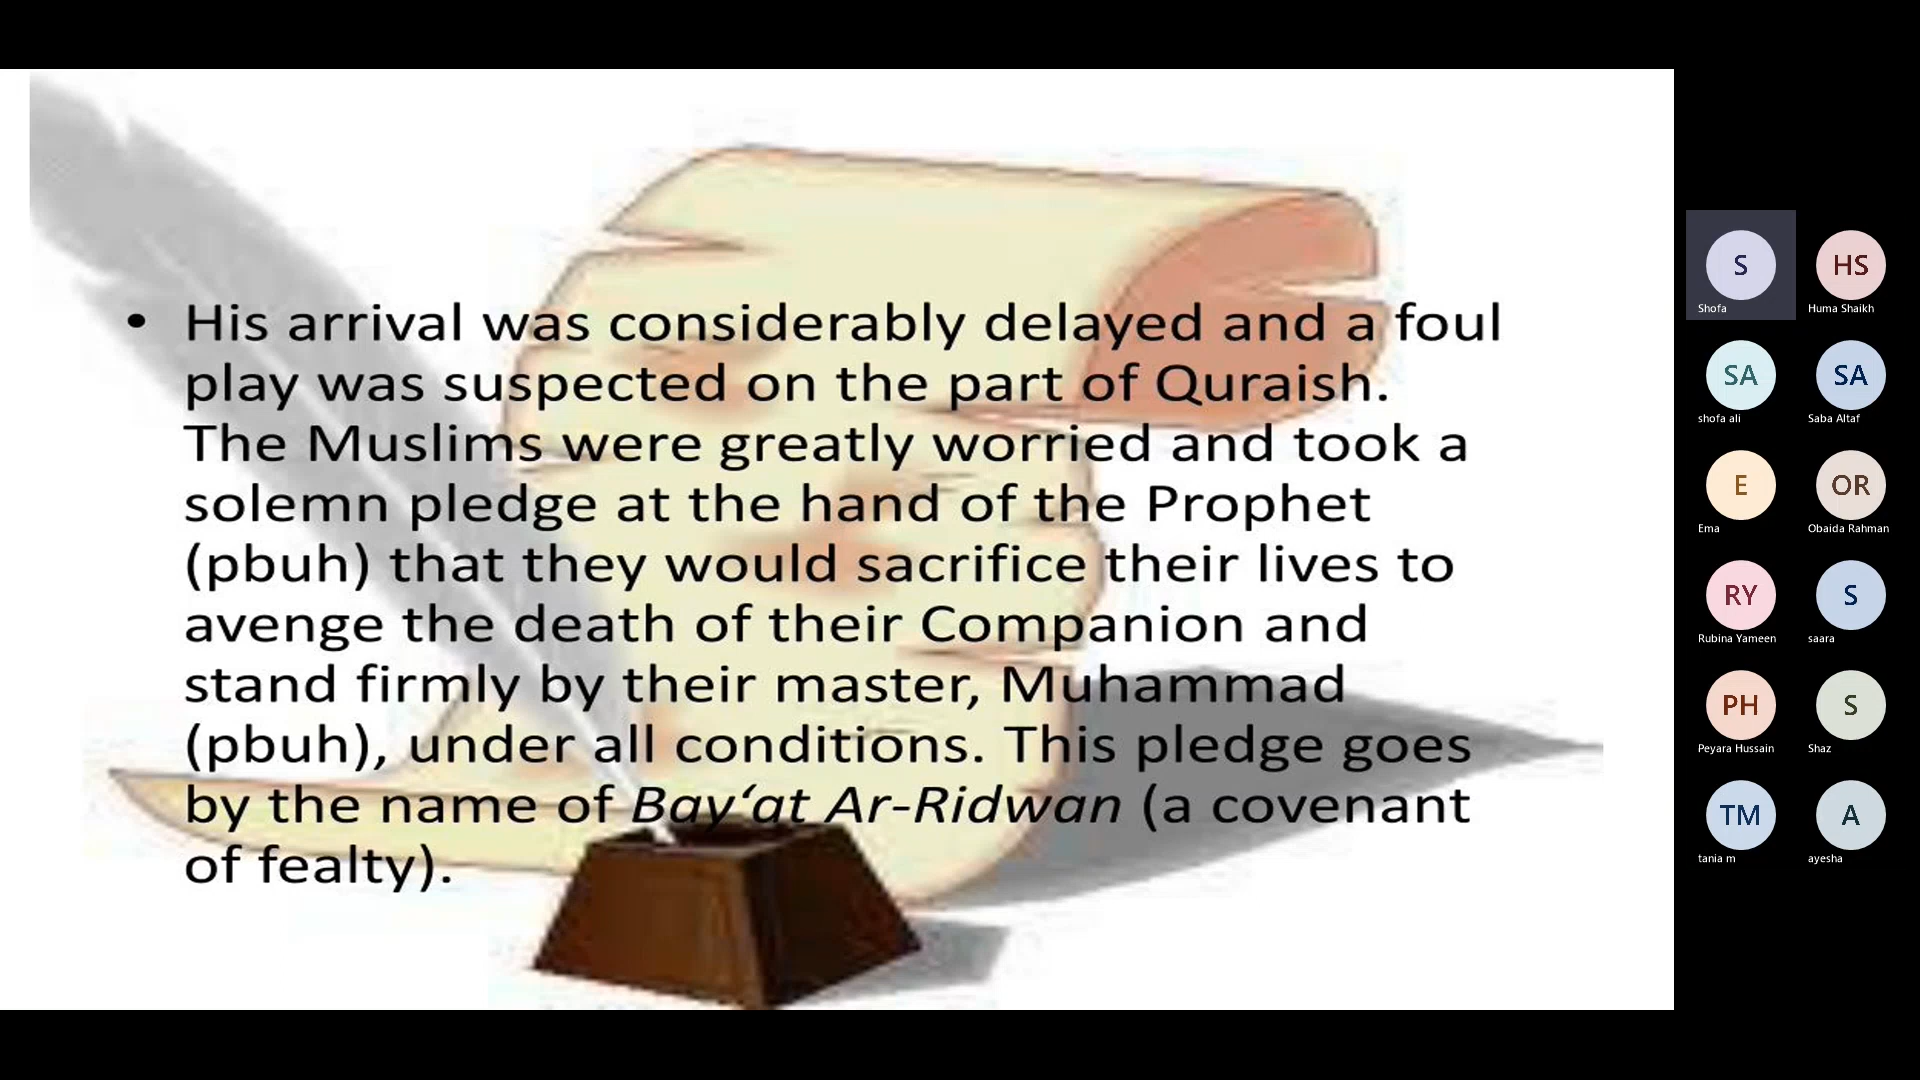 • His arrival was considerably delayed and a foul
play was suspected on the part of Quraish.
The Muslims were greatly worried and took a
solemn pledge at the hand of the Prophet
(pbuh) that they would sacrifice their lives to
avenge the death of their Companion and
stand firmly by their master, Muhammad
(pbuh), under all conditions. This pledge goes
by the name of Bay‘at Ar-Ridwan (a covenant
of fealty).
S HS
Shofa Huma Shaikh
SA SA
shofa ali Saba Altaf
E OR
Ema Obaida Rahman
RY S
Rubina Yameen saara
PH S
Peyara Hussain Shaz
TM A
tania m ayesha